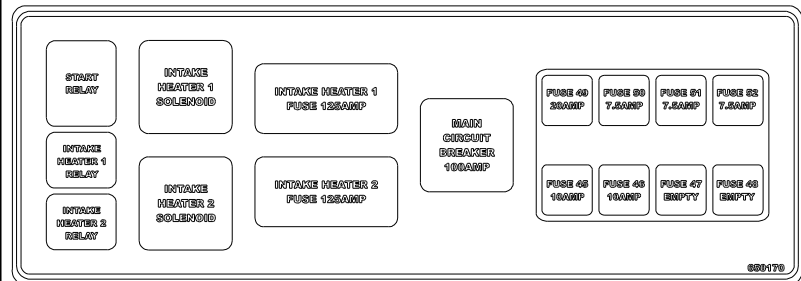 START
RELAY
INTAKE
HEATER 1
RELAY
INTAKE
HEATER 2
RELAY
INTAKE
HEATER 1
SOLENOID
INTAKE
HEATER 2
SOLENOID
INTAKE HEATER 1
FUSE 125AMP
INTAKE HEATER 2
FUSE 125AMP
MAIN
CIRCUIT
BREAKER
100AMP
FUSE 49
20AMP
FUSE 50
7.5AMP
FUSE 51
7.5AMP
FUSE 52
7.5AMP
FUSE 45
10AMP
FUSE 46
10AMP
FUSE 47
EMPTY
FUSE 48
EMPTY
650170